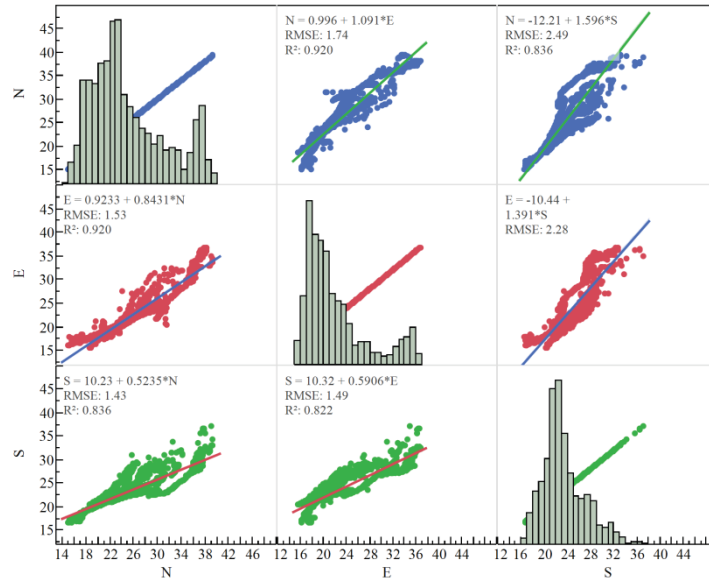 45
40
35
30
25
20
15
N
N = 0.996 + 1.091*E
RMSE: 1.74
R²: 0.920
N = -12.21 + 1.596*S
RMSE: 2.49
R²: 0.836
45
40
35
30
25
20
15
E
E = 0.9233 + 0.8431*N
RMSE: 1.53
R²: 0.920
E = -10.44 +
1.391*S
RMSE: 2.28
45
40
35
30
25
20
15
S
S = 10.23 + 0.5235*N
RMSE: 1.43
R²: 0.836
S = 10.32 + 0.5906*E
RMSE: 1.49
R²: 0.822
14 18 22 26 30 34 38 42 46
12 16 20 24 28 32 36 44
12 16 20 24 28 32 36 44
N E S